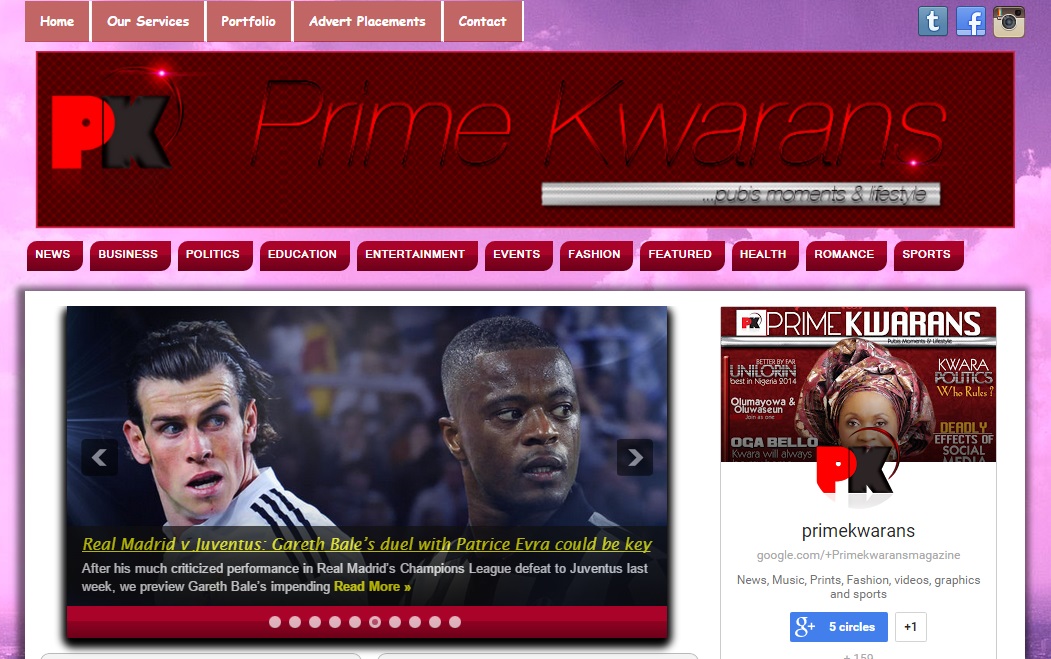 Home
Our Services
Portfolio
Advert Placements
Contact
PK
Prime Kwarans
...pubis moments & lifestyle
NEWS
BUSINESS
POLITICS
EDUCATION
ENTERTAINMENT
EVENTS
FASHION
FEATURED
HEALTH
ROMANCE
SPORTS
Real Madrid v Juventus: Gareth Bale's duel with Patrice Evra could be key
After his much criticized performance in Real Madrid's Champions League defeat to Juventus last
week, we preview Gareth Bale's impending Read More »
PK PRIME KWARANS
Pubis Moments & Lifestyle
BETTER BY FAR
UNILORIN
best in Nigeria 2014
Olumayowa &
Oluwaseun
Join as one
OGA BELLO
Kwara will always
KWARA
POLITICS
Who Rules ?
DEADLY
EFFECTS OF
SOCIAL
MEDIA
PK
primekwarans
google.com/+Primekwaransmagazine
News, Music, Prints, Fashion, videos, graphics
and sports
g+ 5 circles
+1
+ 159